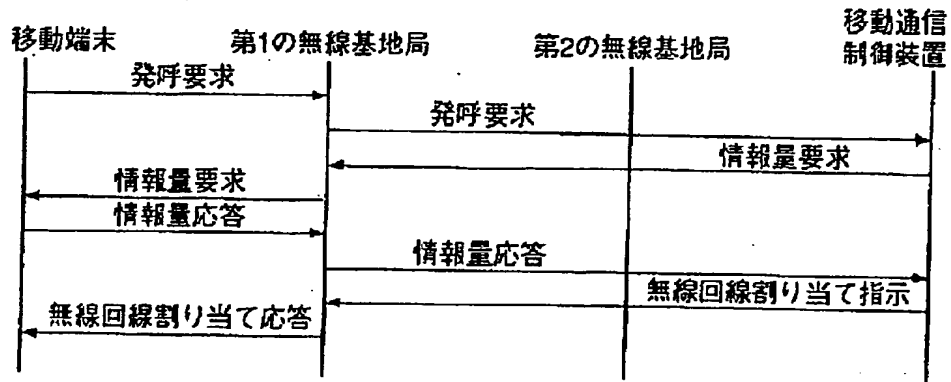 移動端末
第1の無線基地局
第2の無線基地局
移動通信
制御装置
発呼要求
発呼要求
情報量要求
情報量要求
情報量応答
情報量応答
無線回線割り当て指示
無線回線割り当て応答